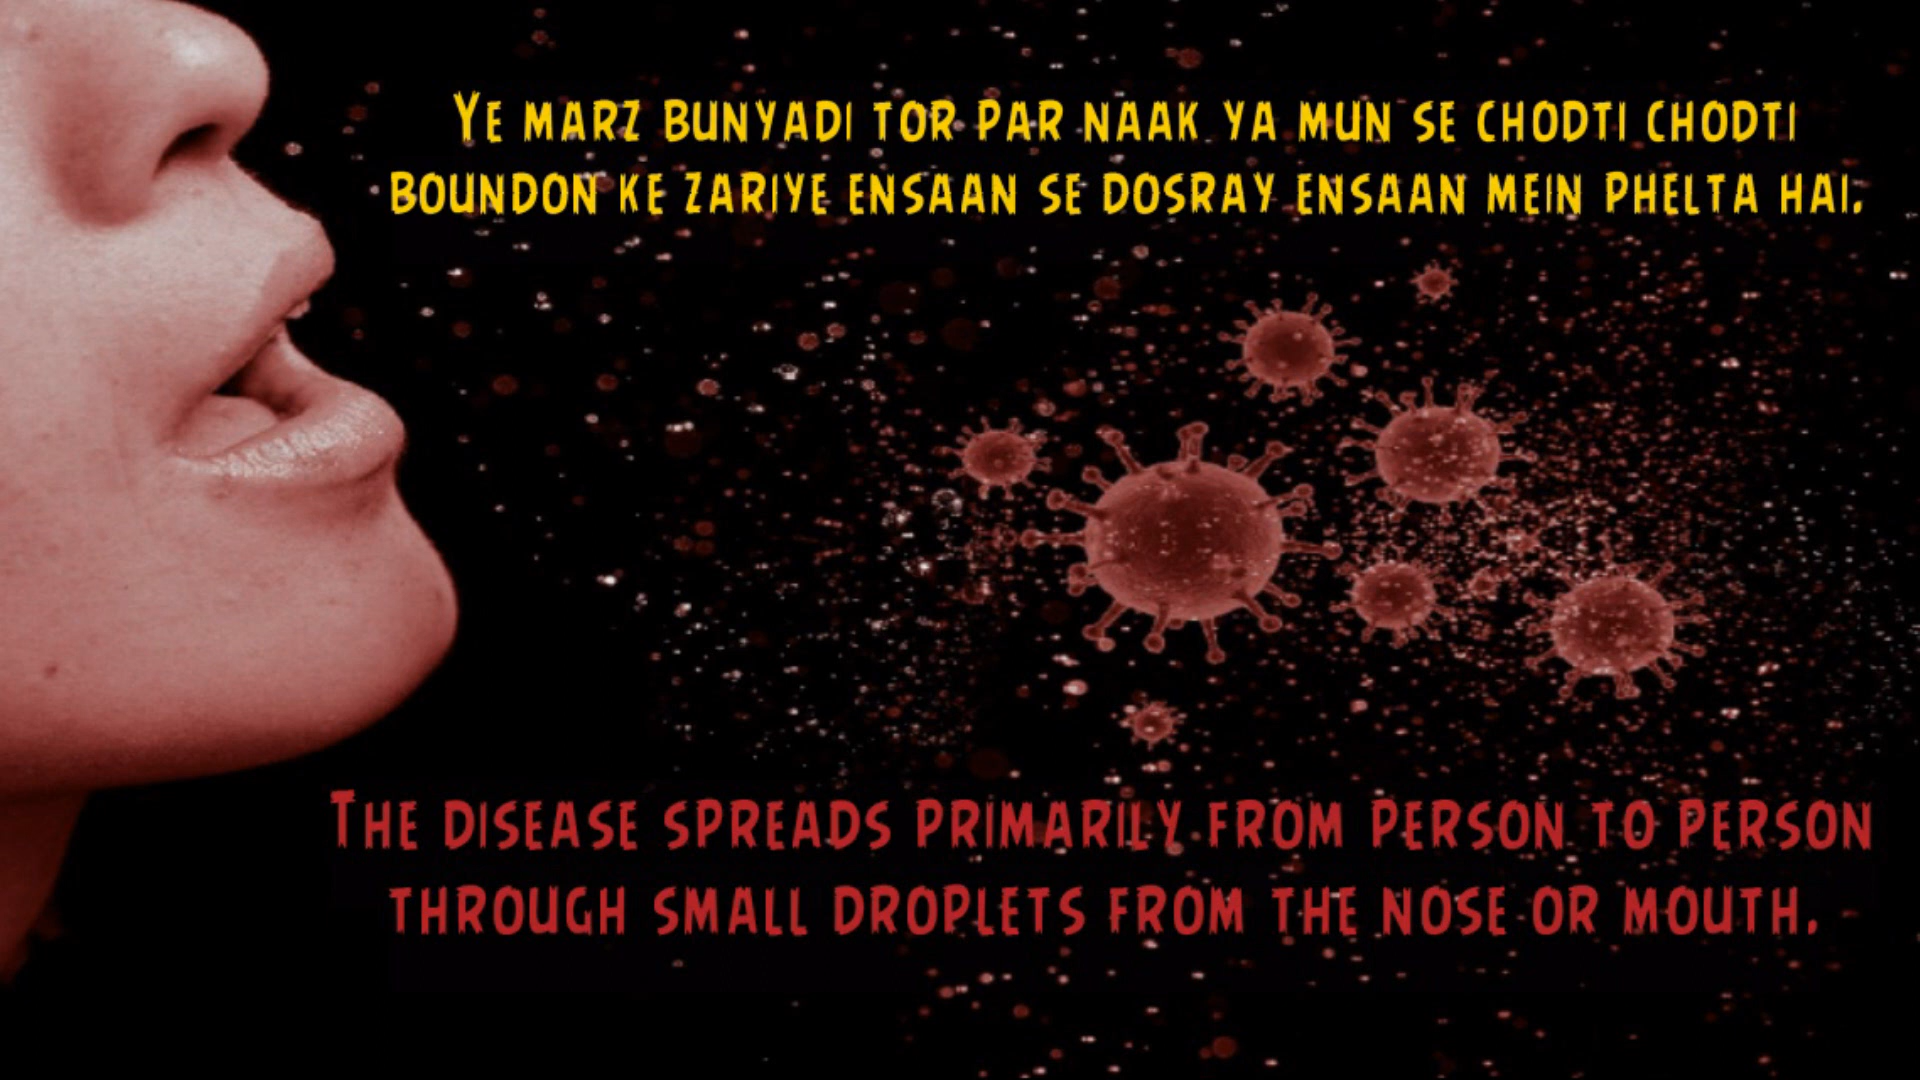 Ye marz bunyadi tor par naak ya mun se chodti chodti
boundon ke zariye ensaan se dosray ensaan mein phelta hai.
The disease spreads primarily from person to person
through small droplets from the nose or mouth.